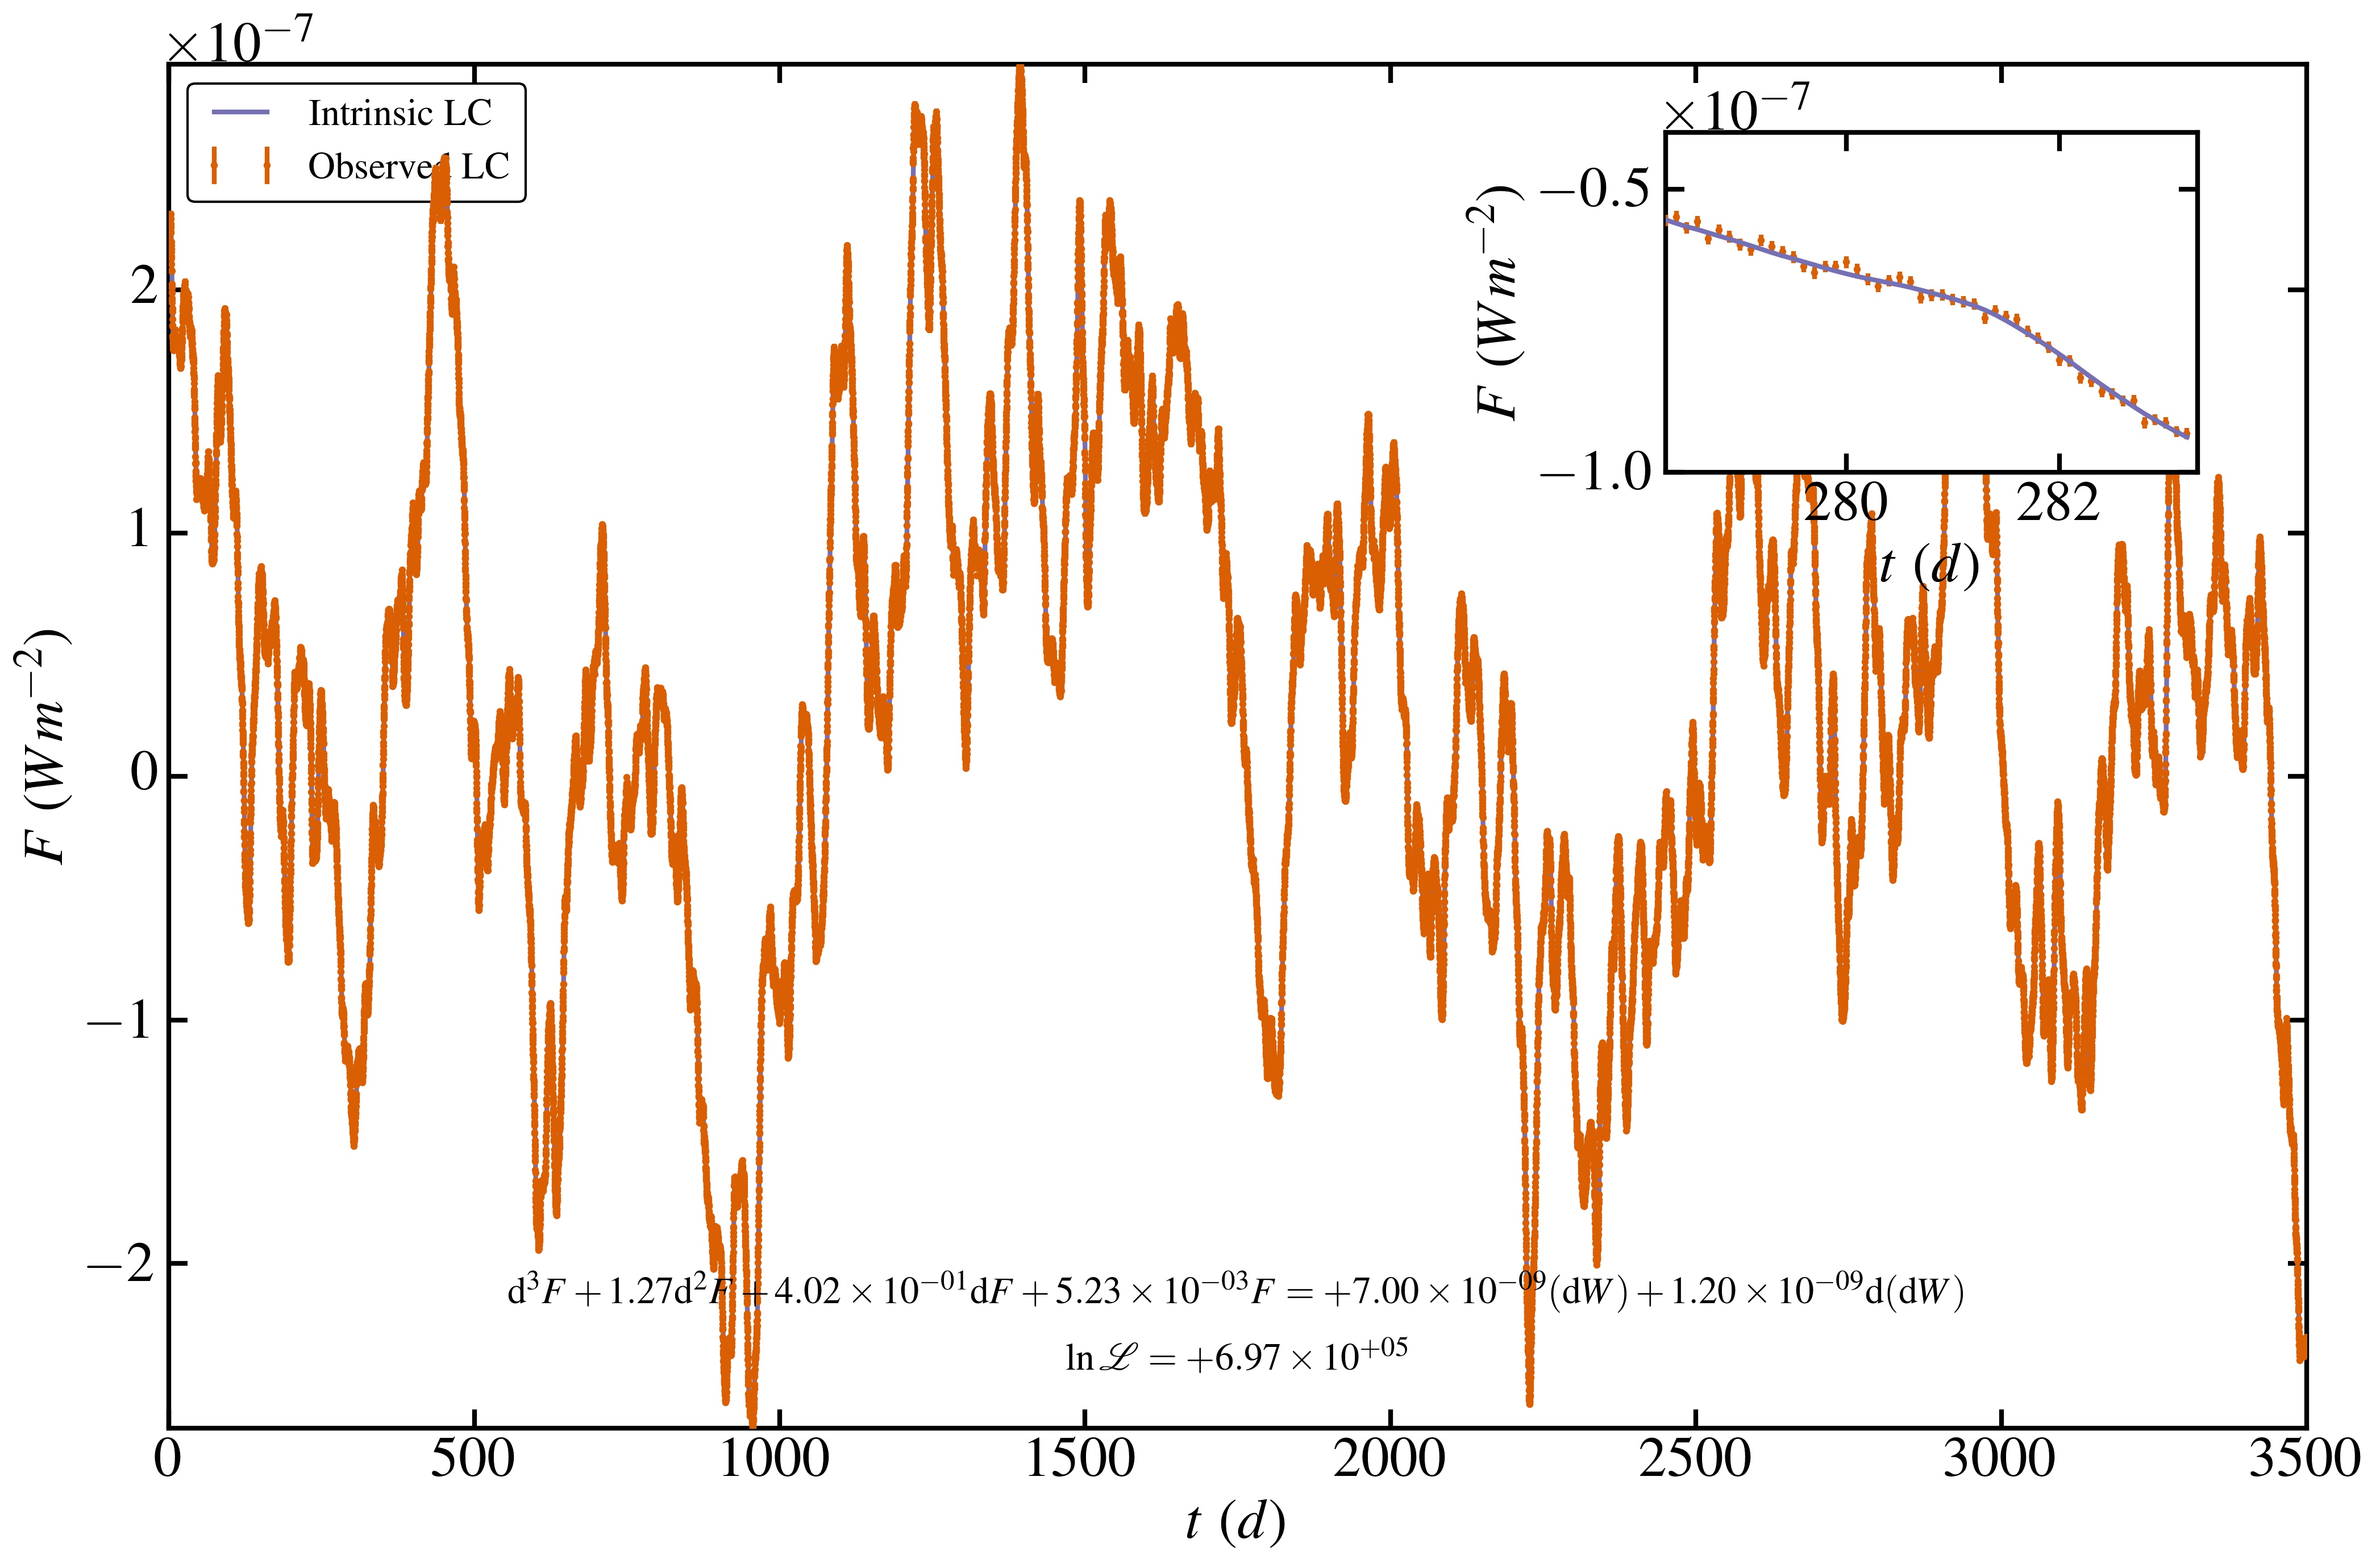 ×10⁻⁷
Intrinsic LC
Observed LC
×10⁻⁷
−0.5
−1.0
F (Wm⁻²)
280 282
t (d)
2
1
0
−1
−2
F (Wm⁻²)
d³F + 1.27d²F + 4.02 × 10⁻⁰¹dF + 5.23 × 10⁻⁰³F = +7.00 × 10⁻⁰⁹(dW) + 1.20 × 10⁻⁰⁹d(dW)
ln ℒ = +6.97 × 10⁺⁰⁵
0 500 1000 1500 2000 2500 3000 3500
t (d)